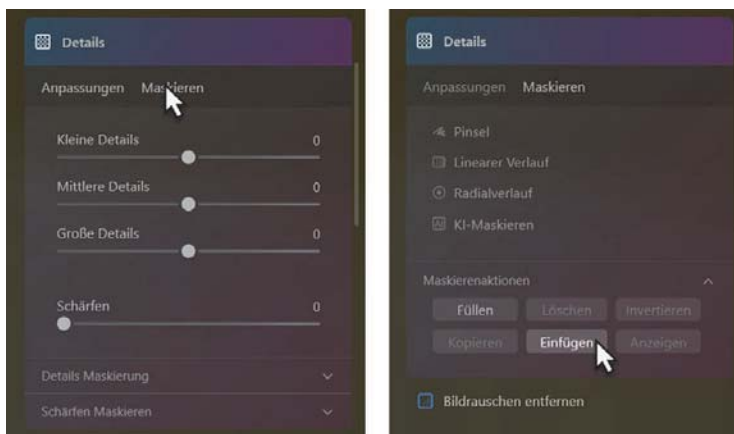 Details
Anpassungen Maskieren
Kleine Details 0
Mittlere Details 0
Große Details 0
Schärfen 0
Details Maskierung
Schärfen Maskieren
Details
Anpassungen Maskieren
Pinsel
Linearer Verlauf
Radialverlauf
KI-Maskieren
Maskierenaktionen
Füllen Löschen Invertieren
Kopieren Einfügen Anzeigen
Bildrauschen entfernen